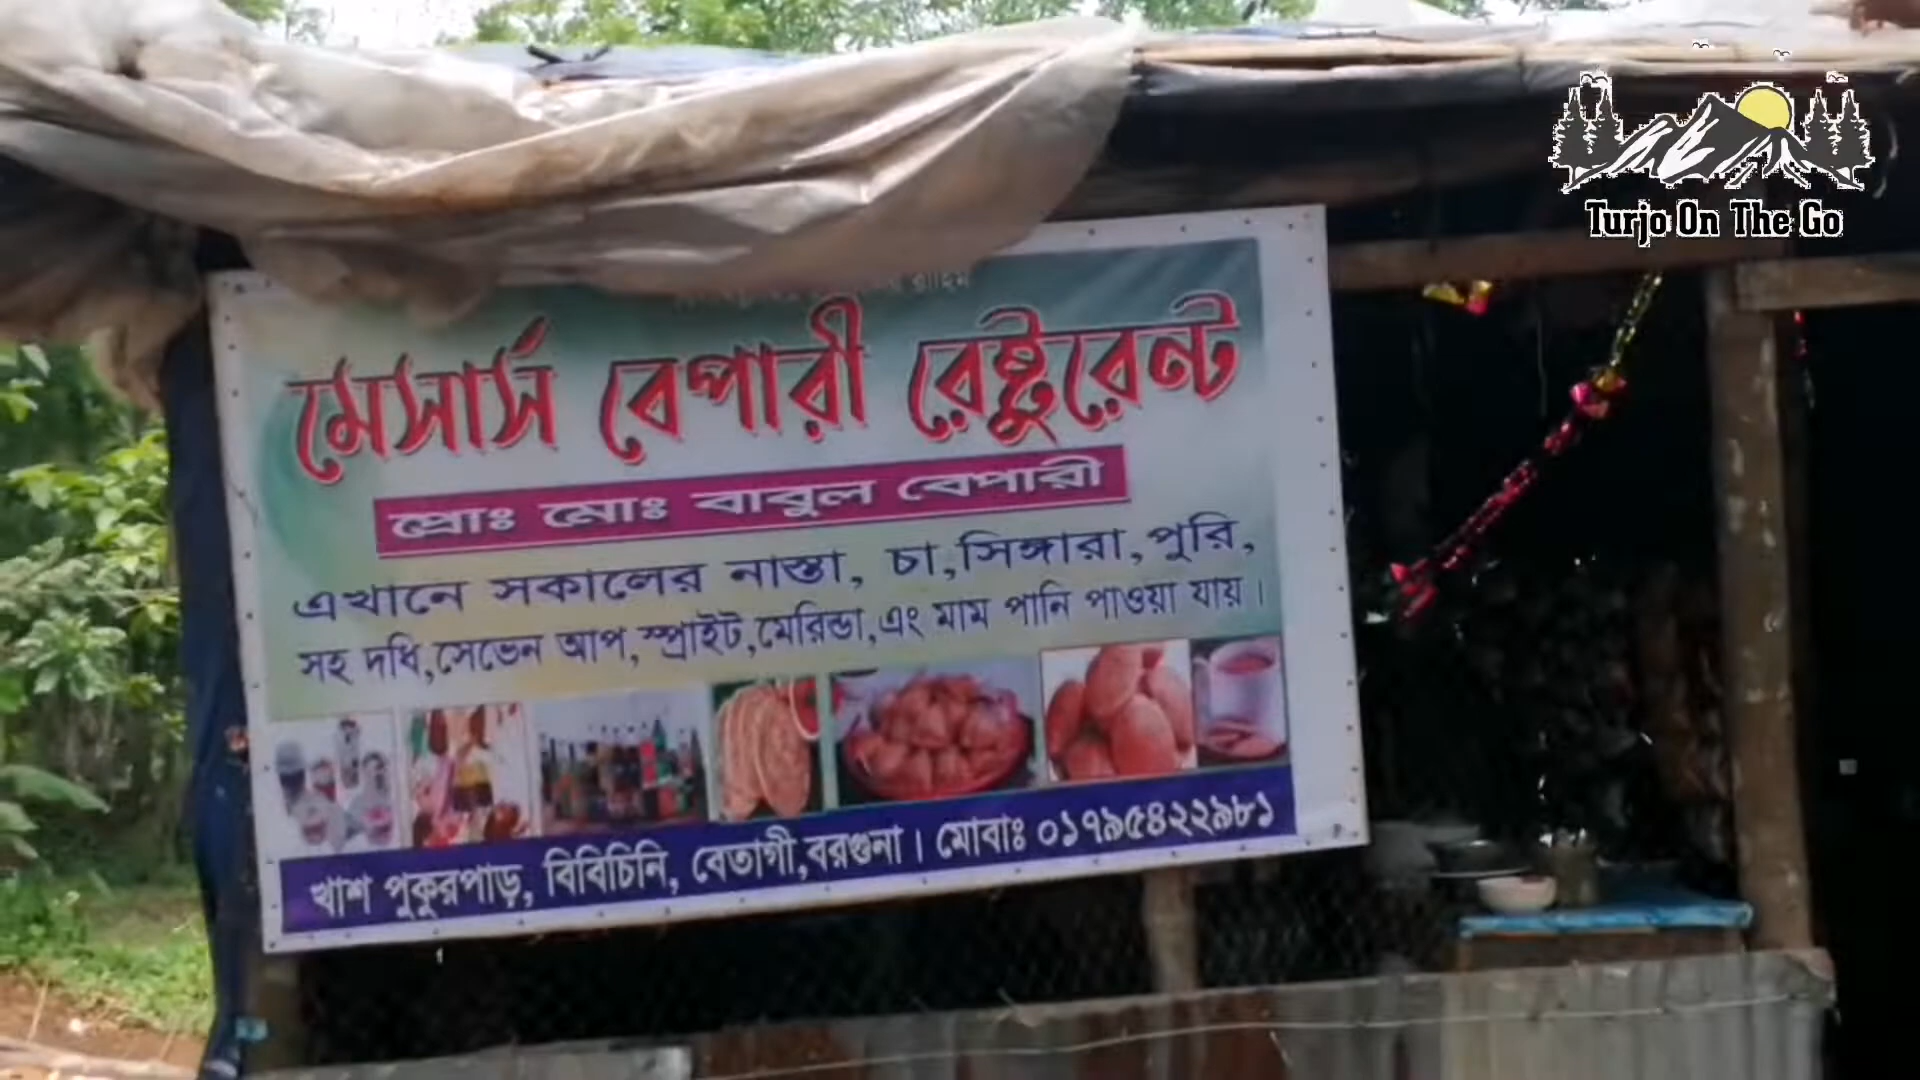 Turjo On The Go
মেসার্স বেপারী রেষ্টুরেন্ট
প্রোঃ মোঃ বাবুল বেপারী
এখানে সকালের নাস্তা, চা,সিঙ্গারা,পুরি,
সহ দধি,সেভেন আপ,স্প্রাইট,মেরিন্ডা,এং মাম পানি পাওয়া যায়।
খাশ পুকুরপাড়, বিবিচিনি, বেতাগী,বরগুনা। মোবাঃ ০১৭৯৫৪২২৯৮১